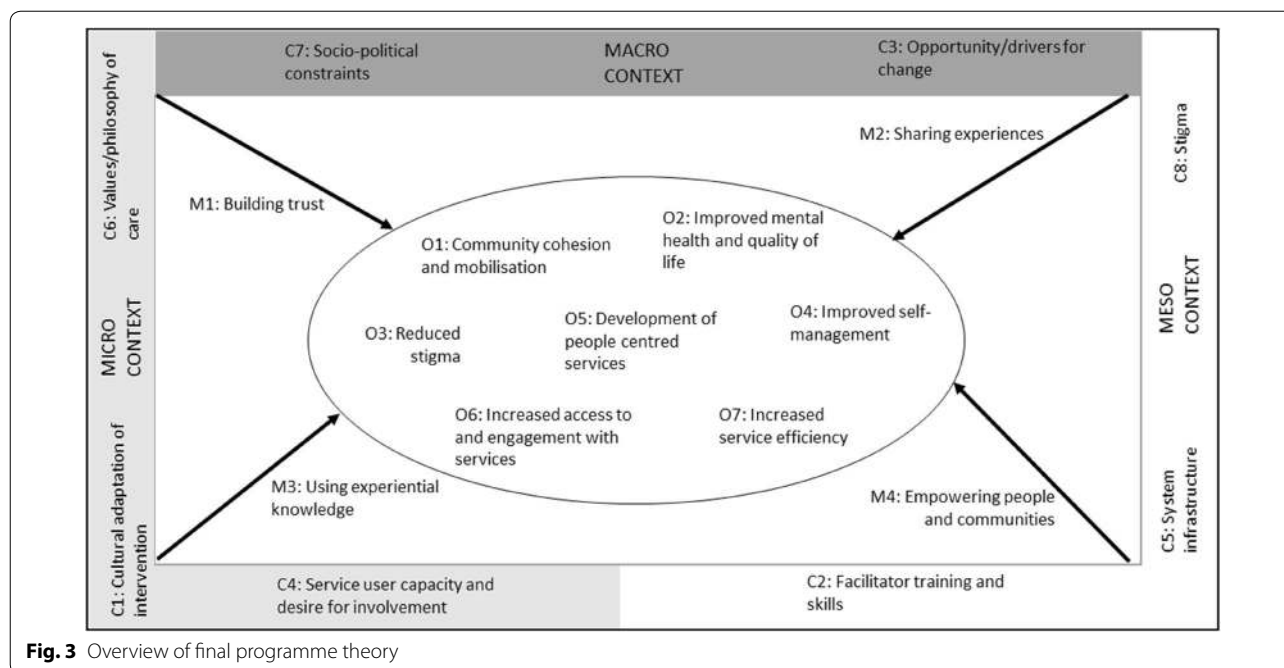 C7: Socio-political
constraints
MACRO
CONTEXT
C3: Opportunity/drivers for
change
C6: Values/philosophy of
care
MICRO
CONTEXT
C1: Cultural adaptation of
intervention
M1: Building trust
M2: Sharing experiences
O1: Community cohesion
and mobilisation
O2: Improved mental
health and quality of
life
O3: Reduced
stigma
O5: Development of
people centred
services
O4: Improved self-
management
O6: Increased access to
and engagement with
services
O7: Increased
service efficiency
M3: Using experiential
knowledge
M4: Empowering people
and communities
C8: Stigma
MESO
CONTEXT
C5: System
infrastructure
C4: Service user capacity and
desire for involvement
C2: Facilitator training and
skills
Fig. 3 Overview of final programme theory